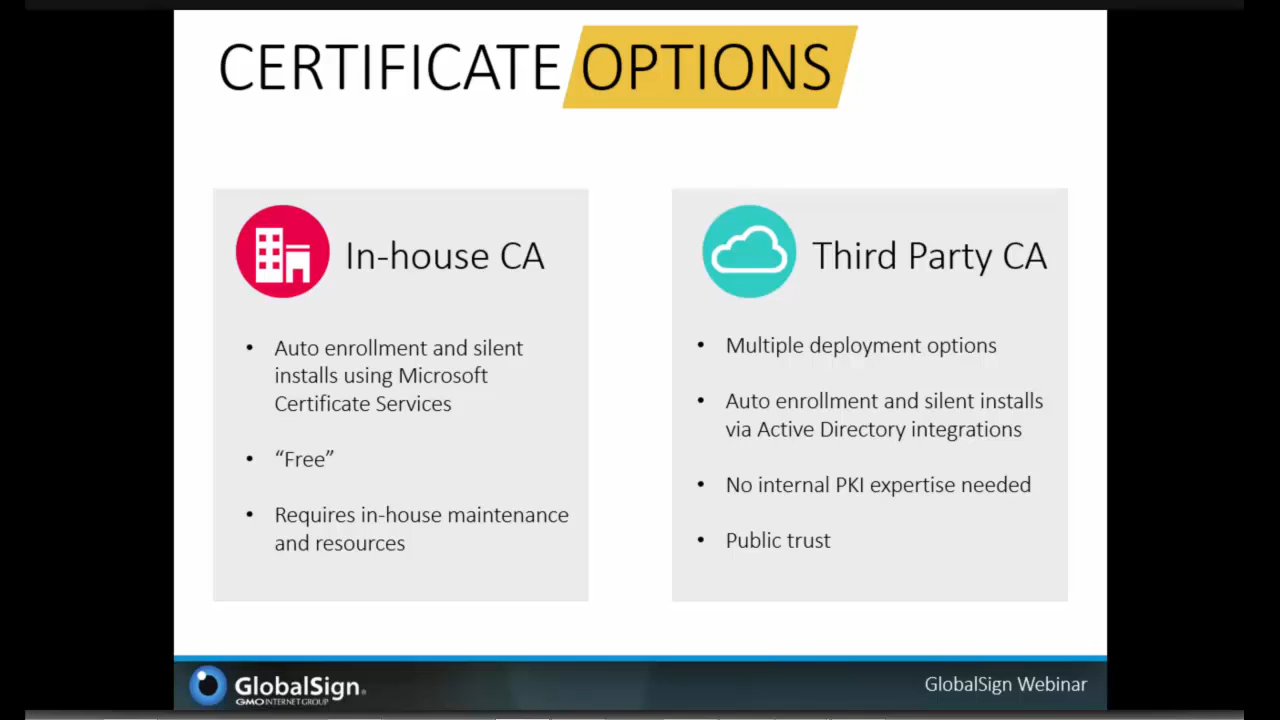 CERTIFICATE OPTIONS
In-house CA
• Auto enrollment and silent
installs using Microsoft
Certificate Services
• “Free”
• Requires in-house maintenance
and resources
Third Party CA
• Multiple deployment options
• Auto enrollment and silent installs
via Active Directory integrations
• No internal PKI expertise needed
• Public trust
GlobalSign®
GMO INTERNET GROUP
GlobalSign Webinar